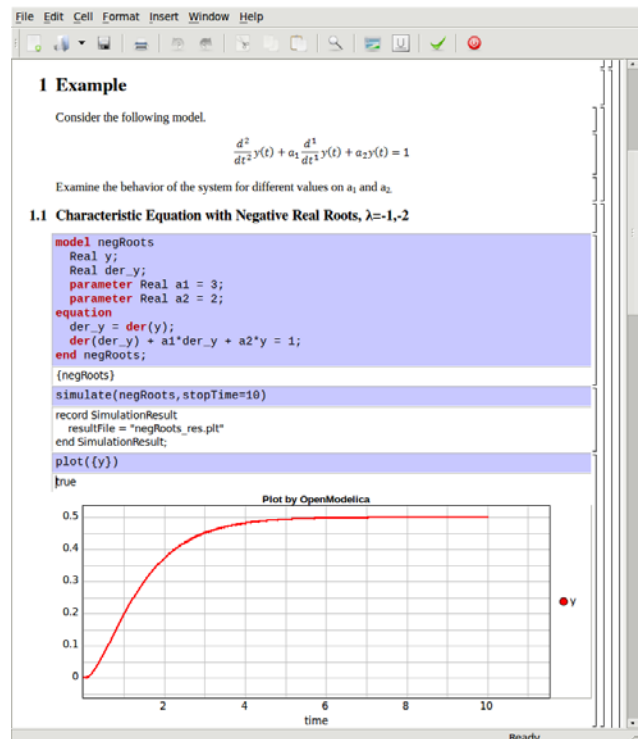 File Edit Cell Format Insert Window Help
1 Example
Consider the following model.
d²/dt² y(t) + a₁ d¹/dt¹ y(t) + a₂y(t) = 1
Examine the behavior of the system for different values on a₁ and a₂.
1.1 Characteristic Equation with Negative Real Roots, λ=-1,-2
model negRoots
Real y;
Real der_y;
parameter Real a1 = 3;
parameter Real a2 = 2;
equation
der_y = der(y);
der(der_y) + a1*der_y + a2*y = 1;
end negRoots;
{negRoots}
simulate(negRoots,stopTime=10)
record SimulationResult
resultFile = "negRoots_res.plt"
end SimulationResult;
plot({y})
true
Plot by OpenModelica
0.5
0.4
0.3
0.2
0.1
0
y
2 4 6 8 10
time
Ready